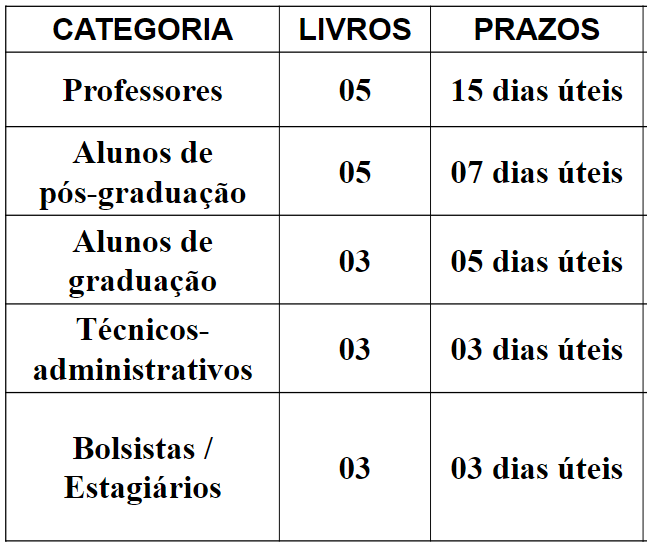 CATEGORIA LIVROS PRAZOS
Professores 05 15 dias úteis
Alunos de
pós-graduação 05 07 dias úteis
Alunos de
graduação 03 05 dias úteis
Técnicos-
administrativos 03 03 dias úteis
Bolsistas /
Estagiários 03 03 dias úteis